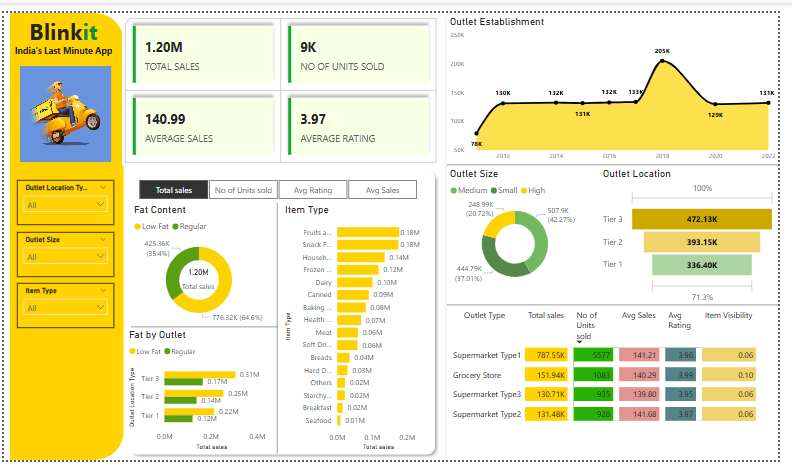 Blinkit
India's Last Minute App
Outlet Location Ty...
All
Outlet Size
All
Item Type
All
1.20M
TOTAL SALES
9K
NO OF UNITS SOLD
140.99
AVERAGE SALES
3.97
AVERAGE RATING
Total sales
No of Units sold
Avg Rating
Avg Sales
Fat Content
Low Fat
Regular
425.36K
(35.4%)
1.20M
Total sales
776.32K (64.6%)
Fat by Outlet
Low Fat
Regular
Outlet Location Type
Tier 3
0.31M
0.17M
Tier 2
0.25M
0.14M
Tier 1
0.22M
0.12M
0.0M
0.2M
0.4M
Total sales
Item Type
Item Type
Fruits a...
0.18M
Snack F...
0.18M
Househ...
0.14M
Frozen ...
0.12M
Dairy
0.10M
Canned
0.09M
Baking ...
0.08M
Health ...
0.07M
Meat
0.06M
Soft Dri...
0.06M
Breads
0.04M
Hard D...
0.03M
Others
0.02M
Starchy...
0.02M
Breakfast
0.02M
Seafood
0.01M
0.0M
0.1M
0.2M
Total sales
Outlet Establishment
250K
200K
150K
100K
50K
78K
130K
132K
131K
132K
133K
205K
129K
131K
2012
2014
2016
2018
2020
2022
Outlet Size
Medium
Small
High
248.99K
(20.72%)
507.9K
(42.27%)
444.79K
(37.01%)
Outlet Location
100%
Tier 3
472.13K
Tier 2
393.15K
Tier 1
336.40K
71.3%
Outlet Type Total sales No of Units sold Avg Sales Avg Rating Item Visibility
Supermarket Type1 787.55K 5577 141.21 3.96 0.06
Grocery Store 151.94K 1083 140.29 3.99 0.10
Supermarket Type3 130.71K 935 139.80 3.95 0.06
Supermarket Type2 131.48K 928 141.68 3.97 0.06